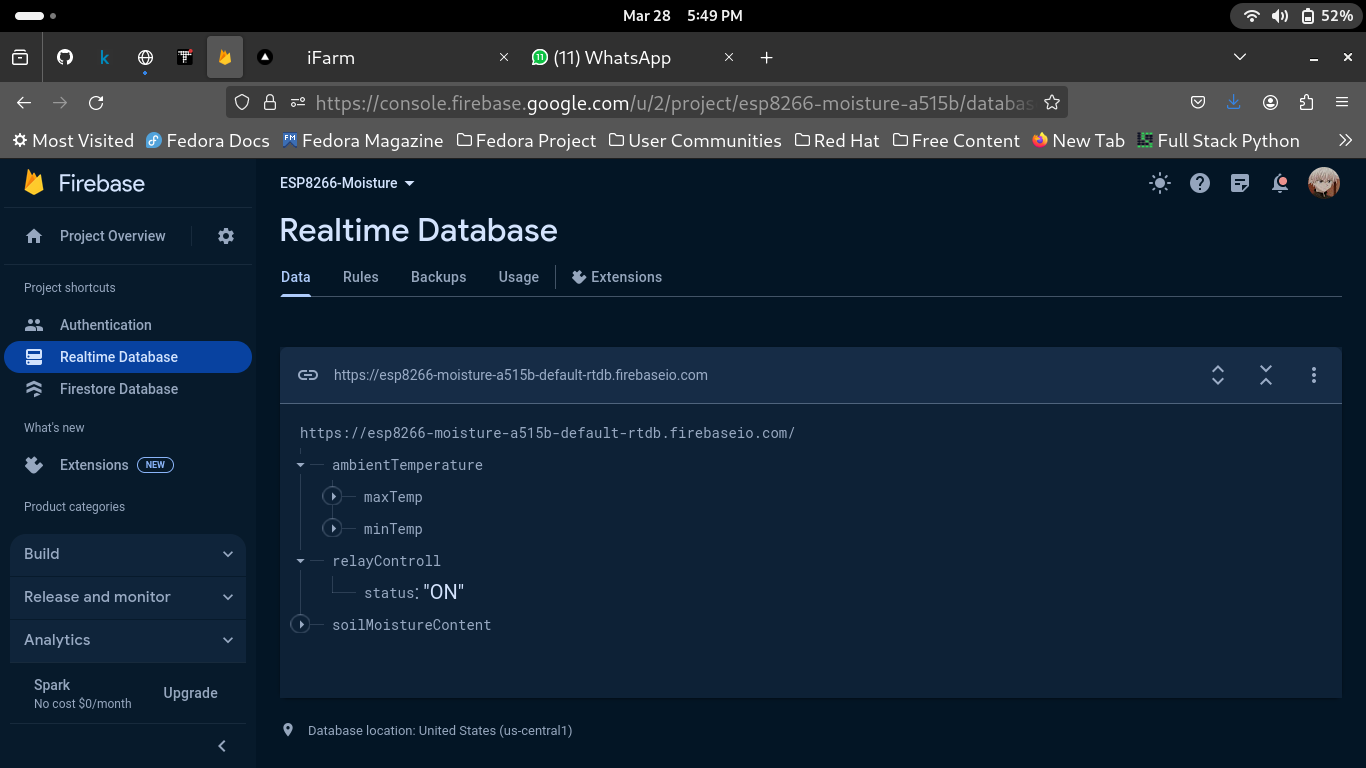 Mar 28 5:49 PM
52%
iFarm
(11) WhatsApp
https://console.firebase.google.com/u/2/project/esp8266-moisture-a515b/databas
Most Visited Fedora Docs Fedora Magazine Fedora Project User Communities Red Hat Free Content New Tab Full Stack Python
Firebase
Project Overview
Project shortcuts
Authentication
Realtime Database
Firestore Database
What's new
Extensions NEW
Product categories
Build
Release and monitor
Analytics
Spark
No cost $0/month
Upgrade
ESP8266-Moisture
Realtime Database
Data Rules Backups Usage Extensions
https://esp8266-moisture-a515b-default-rtdb.firebaseio.com
https://esp8266-moisture-a515b-default-rtdb.firebaseio.com/
ambientTemperature
maxTemp
minTemp
relayControll
status: "ON"
soilMoistureContent
Database location: United States (us-central1)